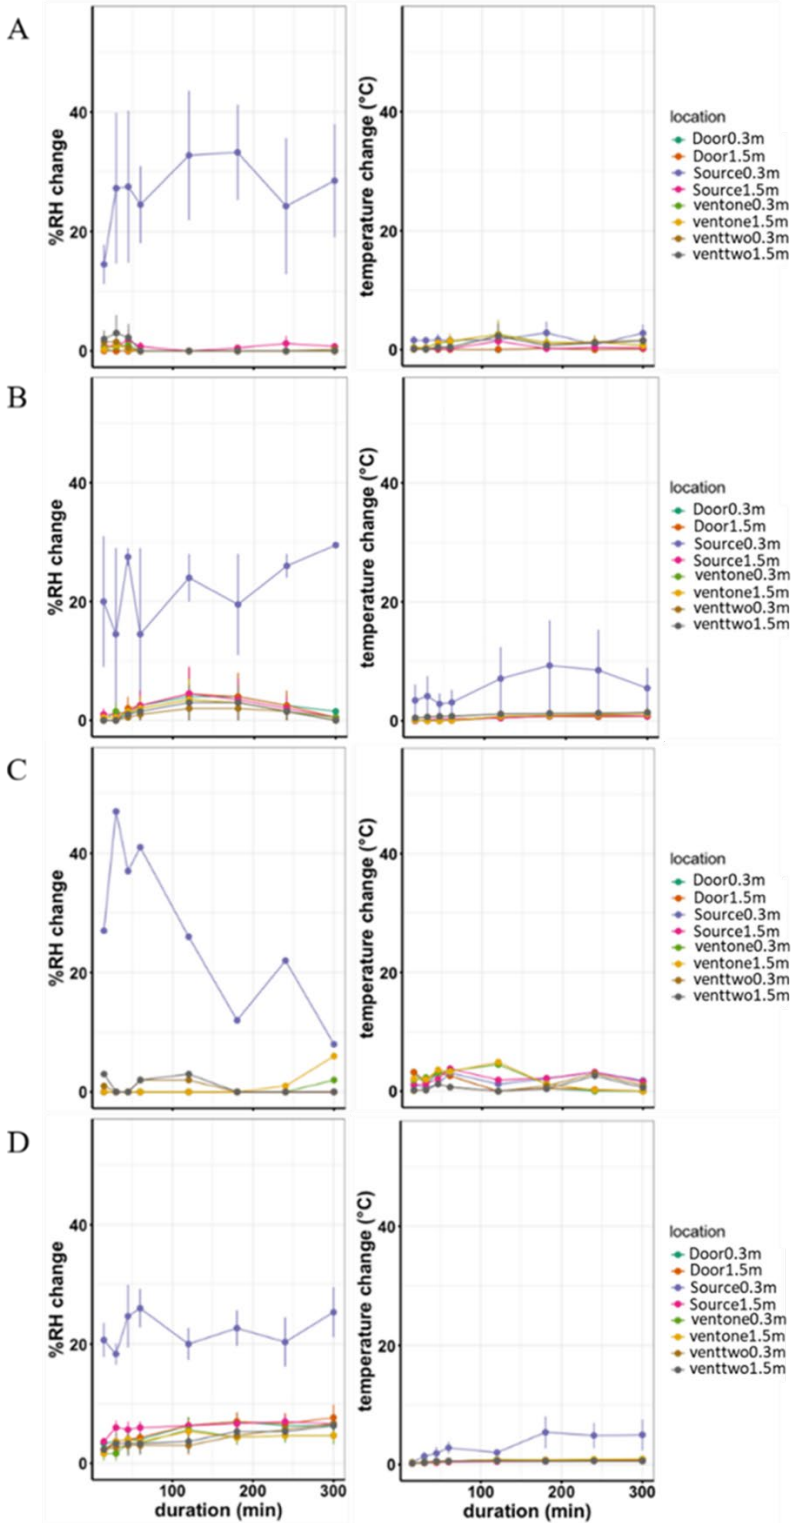 A
%RH change
40
20
0
temperature change (°C)
40
20
0
location
Door0.3m
Door1.5m
Source0.3m
Source1.5m
ventone0.3m
ventone1.5m
venttwo0.3m
venttwo1.5m
B
%RH change
40
20
0
temperature change (°C)
40
20
0
location
Door0.3m
Door1.5m
Source0.3m
Source1.5m
ventone0.3m
ventone1.5m
venttwo0.3m
venttwo1.5m
C
%RH change
40
20
0
temperature change (°C)
40
20
0
location
Door0.3m
Door1.5m
Source0.3m
Source1.5m
ventone0.3m
ventone1.5m
venttwo0.3m
venttwo1.5m
D
%RH change
40
20
0
temperature change (°C)
40
20
0
location
Door0.3m
Door1.5m
Source0.3m
Source1.5m
ventone0.3m
ventone1.5m
venttwo0.3m
venttwo1.5m
100 200 300
duration (min)
100 200 300
duration (min)